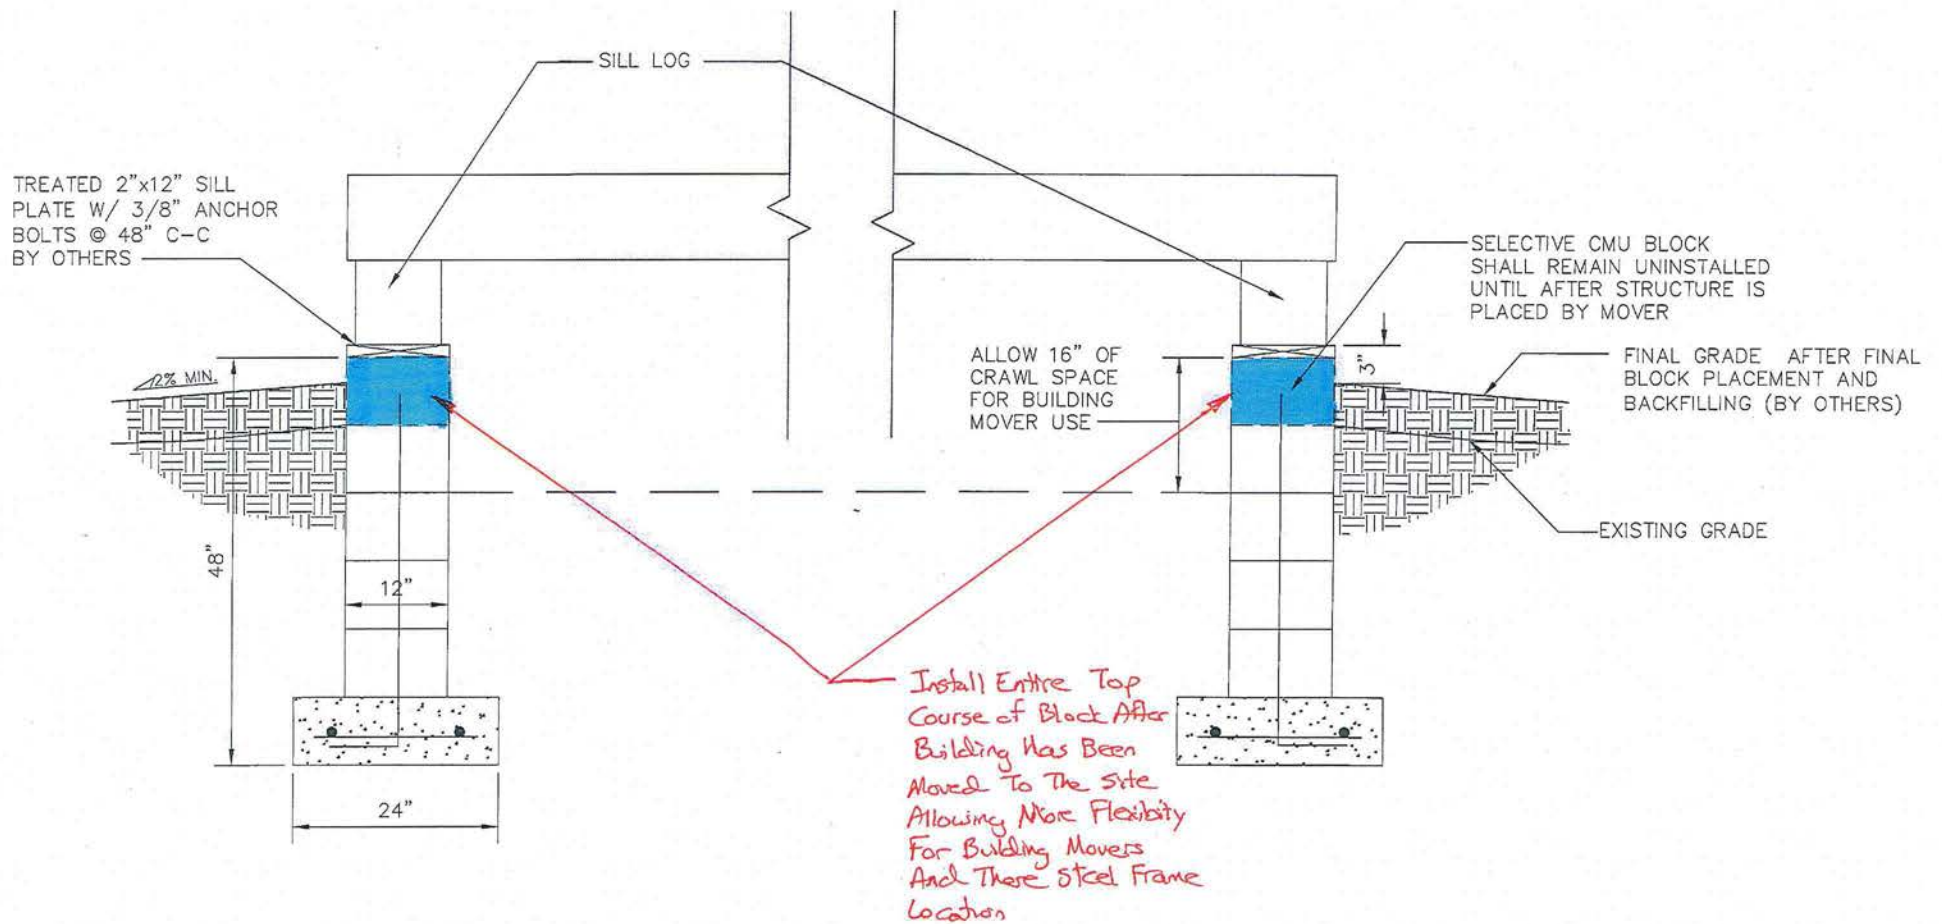 SILL LOG
TREATED 2"x12" SILL
PLATE W/ 3/8" ANCHOR
BOLTS @ 48" C-C
BY OTHERS
SELECTIVE CMU BLOCK
SHALL REMAIN UNINSTALLED
UNTIL AFTER STRUCTURE IS
PLACED BY MOVER
ALLOW 16" OF
CRAWL SPACE
FOR BUILDING
MOVER USE
3"
FINAL GRADE AFTER FINAL
BLOCK PLACEMENT AND
BACKFILLING (BY OTHERS)
2% MIN.
EXISTING GRADE
48"
12"
24"
Install Entire Top
Course of Block After
Building Has Been
Moved To The Site
Allowing More Flexibity
For Building Movers
And There Steel Frame
Location